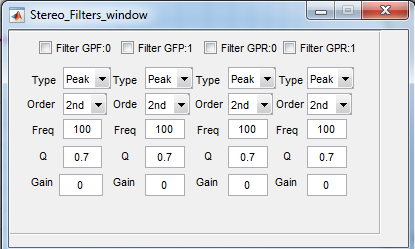 Stereo_Filters_window
Filter GPF:0 Filter GFP:1 Filter GPR:0 Filter GPR:1
Type Peak Type Peak Type Peak Type Peak
Order 2nd Orde 2nd Order 2nd Order 2nd
Freq 100 Freq 100 Freq 100 Freq 100
Q 0.7 Q 0.7 Q 0.7 Q 0.7
Gain 0 Gain 0 Gain 0 Gain 0